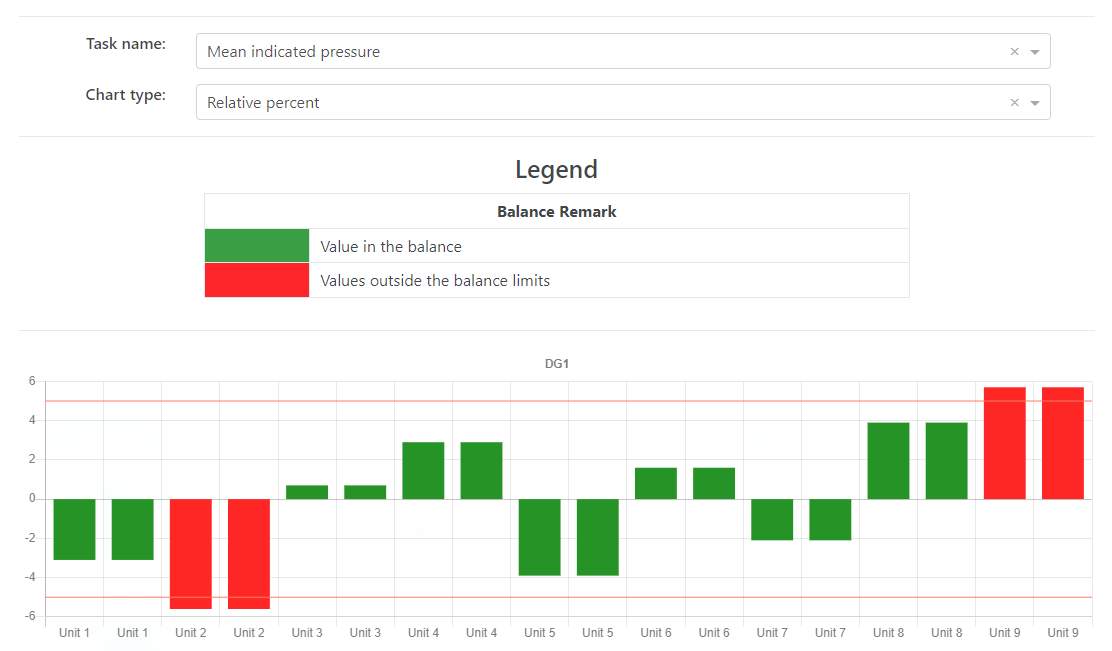 Task name:
Mean indicated pressure
Chart type:
Relative percent
Legend
Balance Remark
Value in the balance
Values outside the balance limits
DG1
6
4
2
0
-2
-4
-6
Unit 1 Unit 1 Unit 2 Unit 2 Unit 3 Unit 3 Unit 4 Unit 4 Unit 5 Unit 5 Unit 6 Unit 6 Unit 7 Unit 7 Unit 8 Unit 8 Unit 9 Unit 9